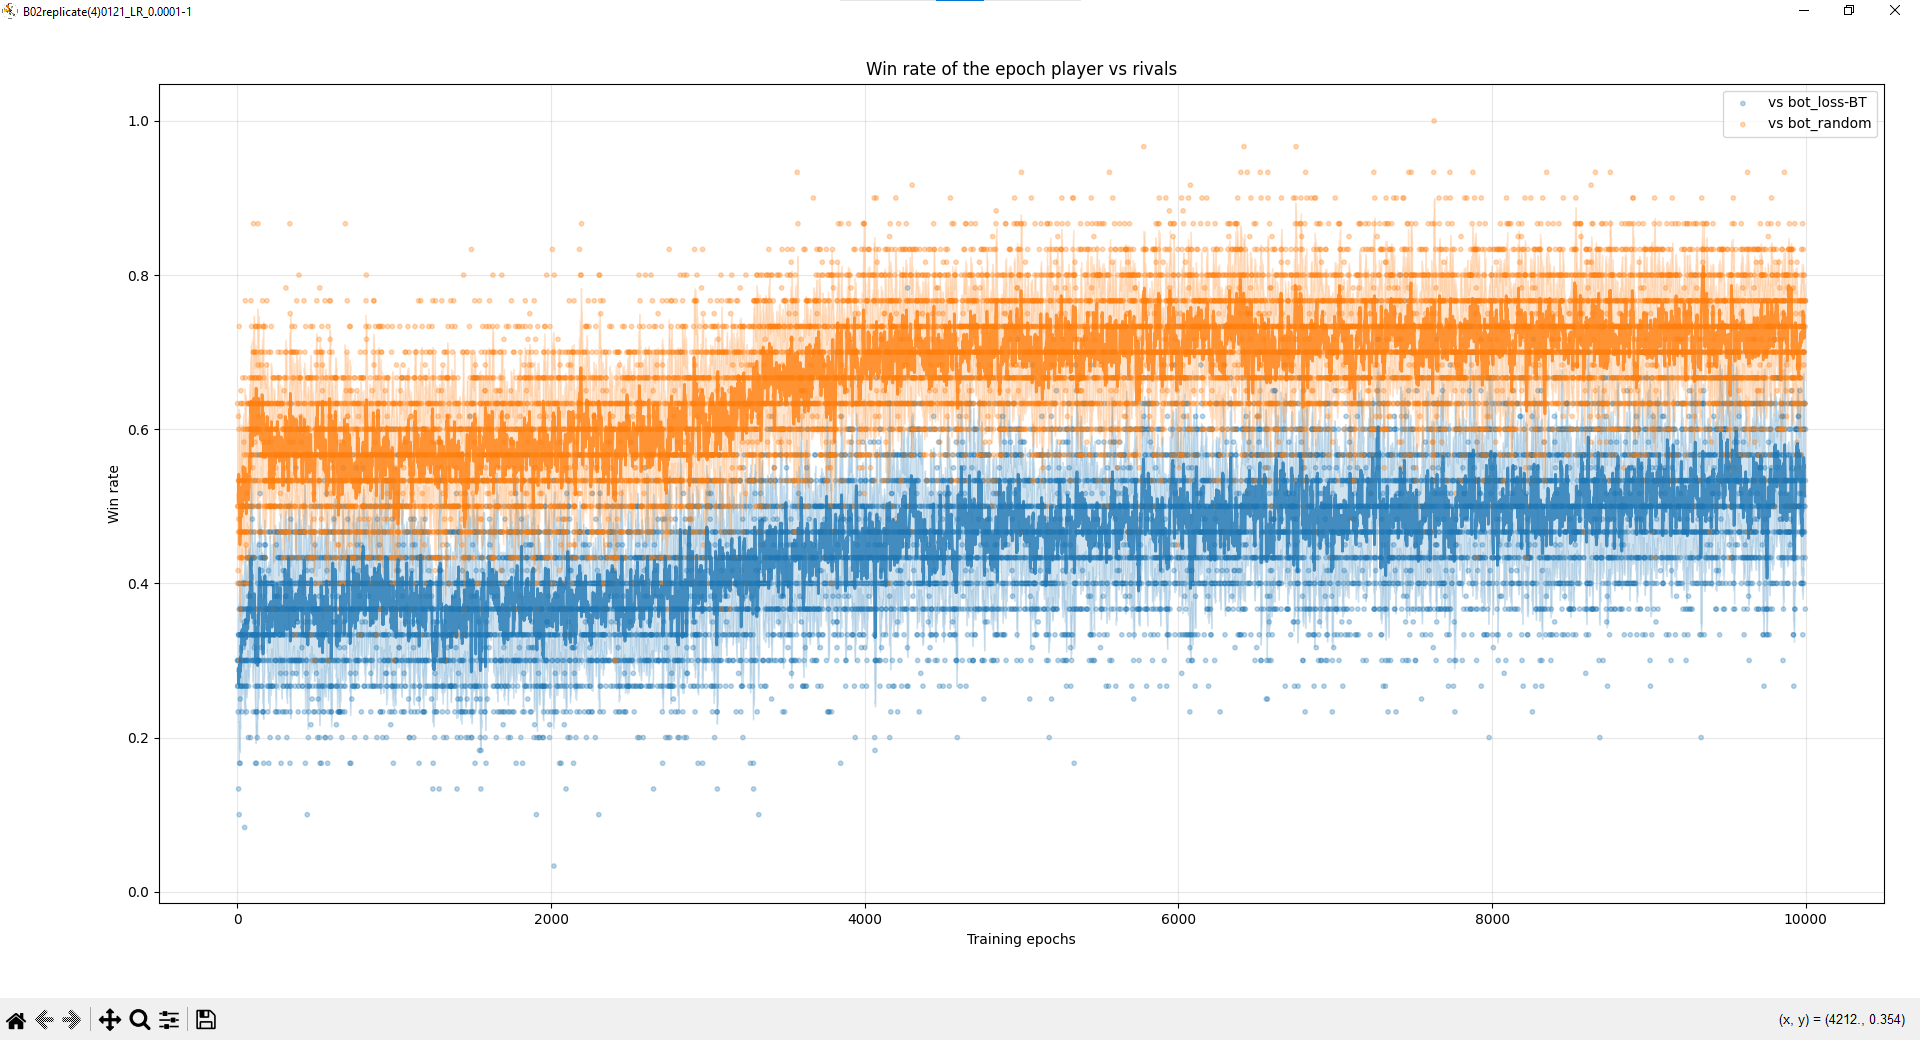 B02replicate(4)0121_LR_0.0001-1
Win rate of the epoch player vs rivals
vs bot_loss-BT
vs bot_random
1.0
0.8
0.6
0.4
0.2
0.0
Win rate
0 2000 4000 6000 8000 10000
Training epochs
(x, y) = (4212., 0.354)